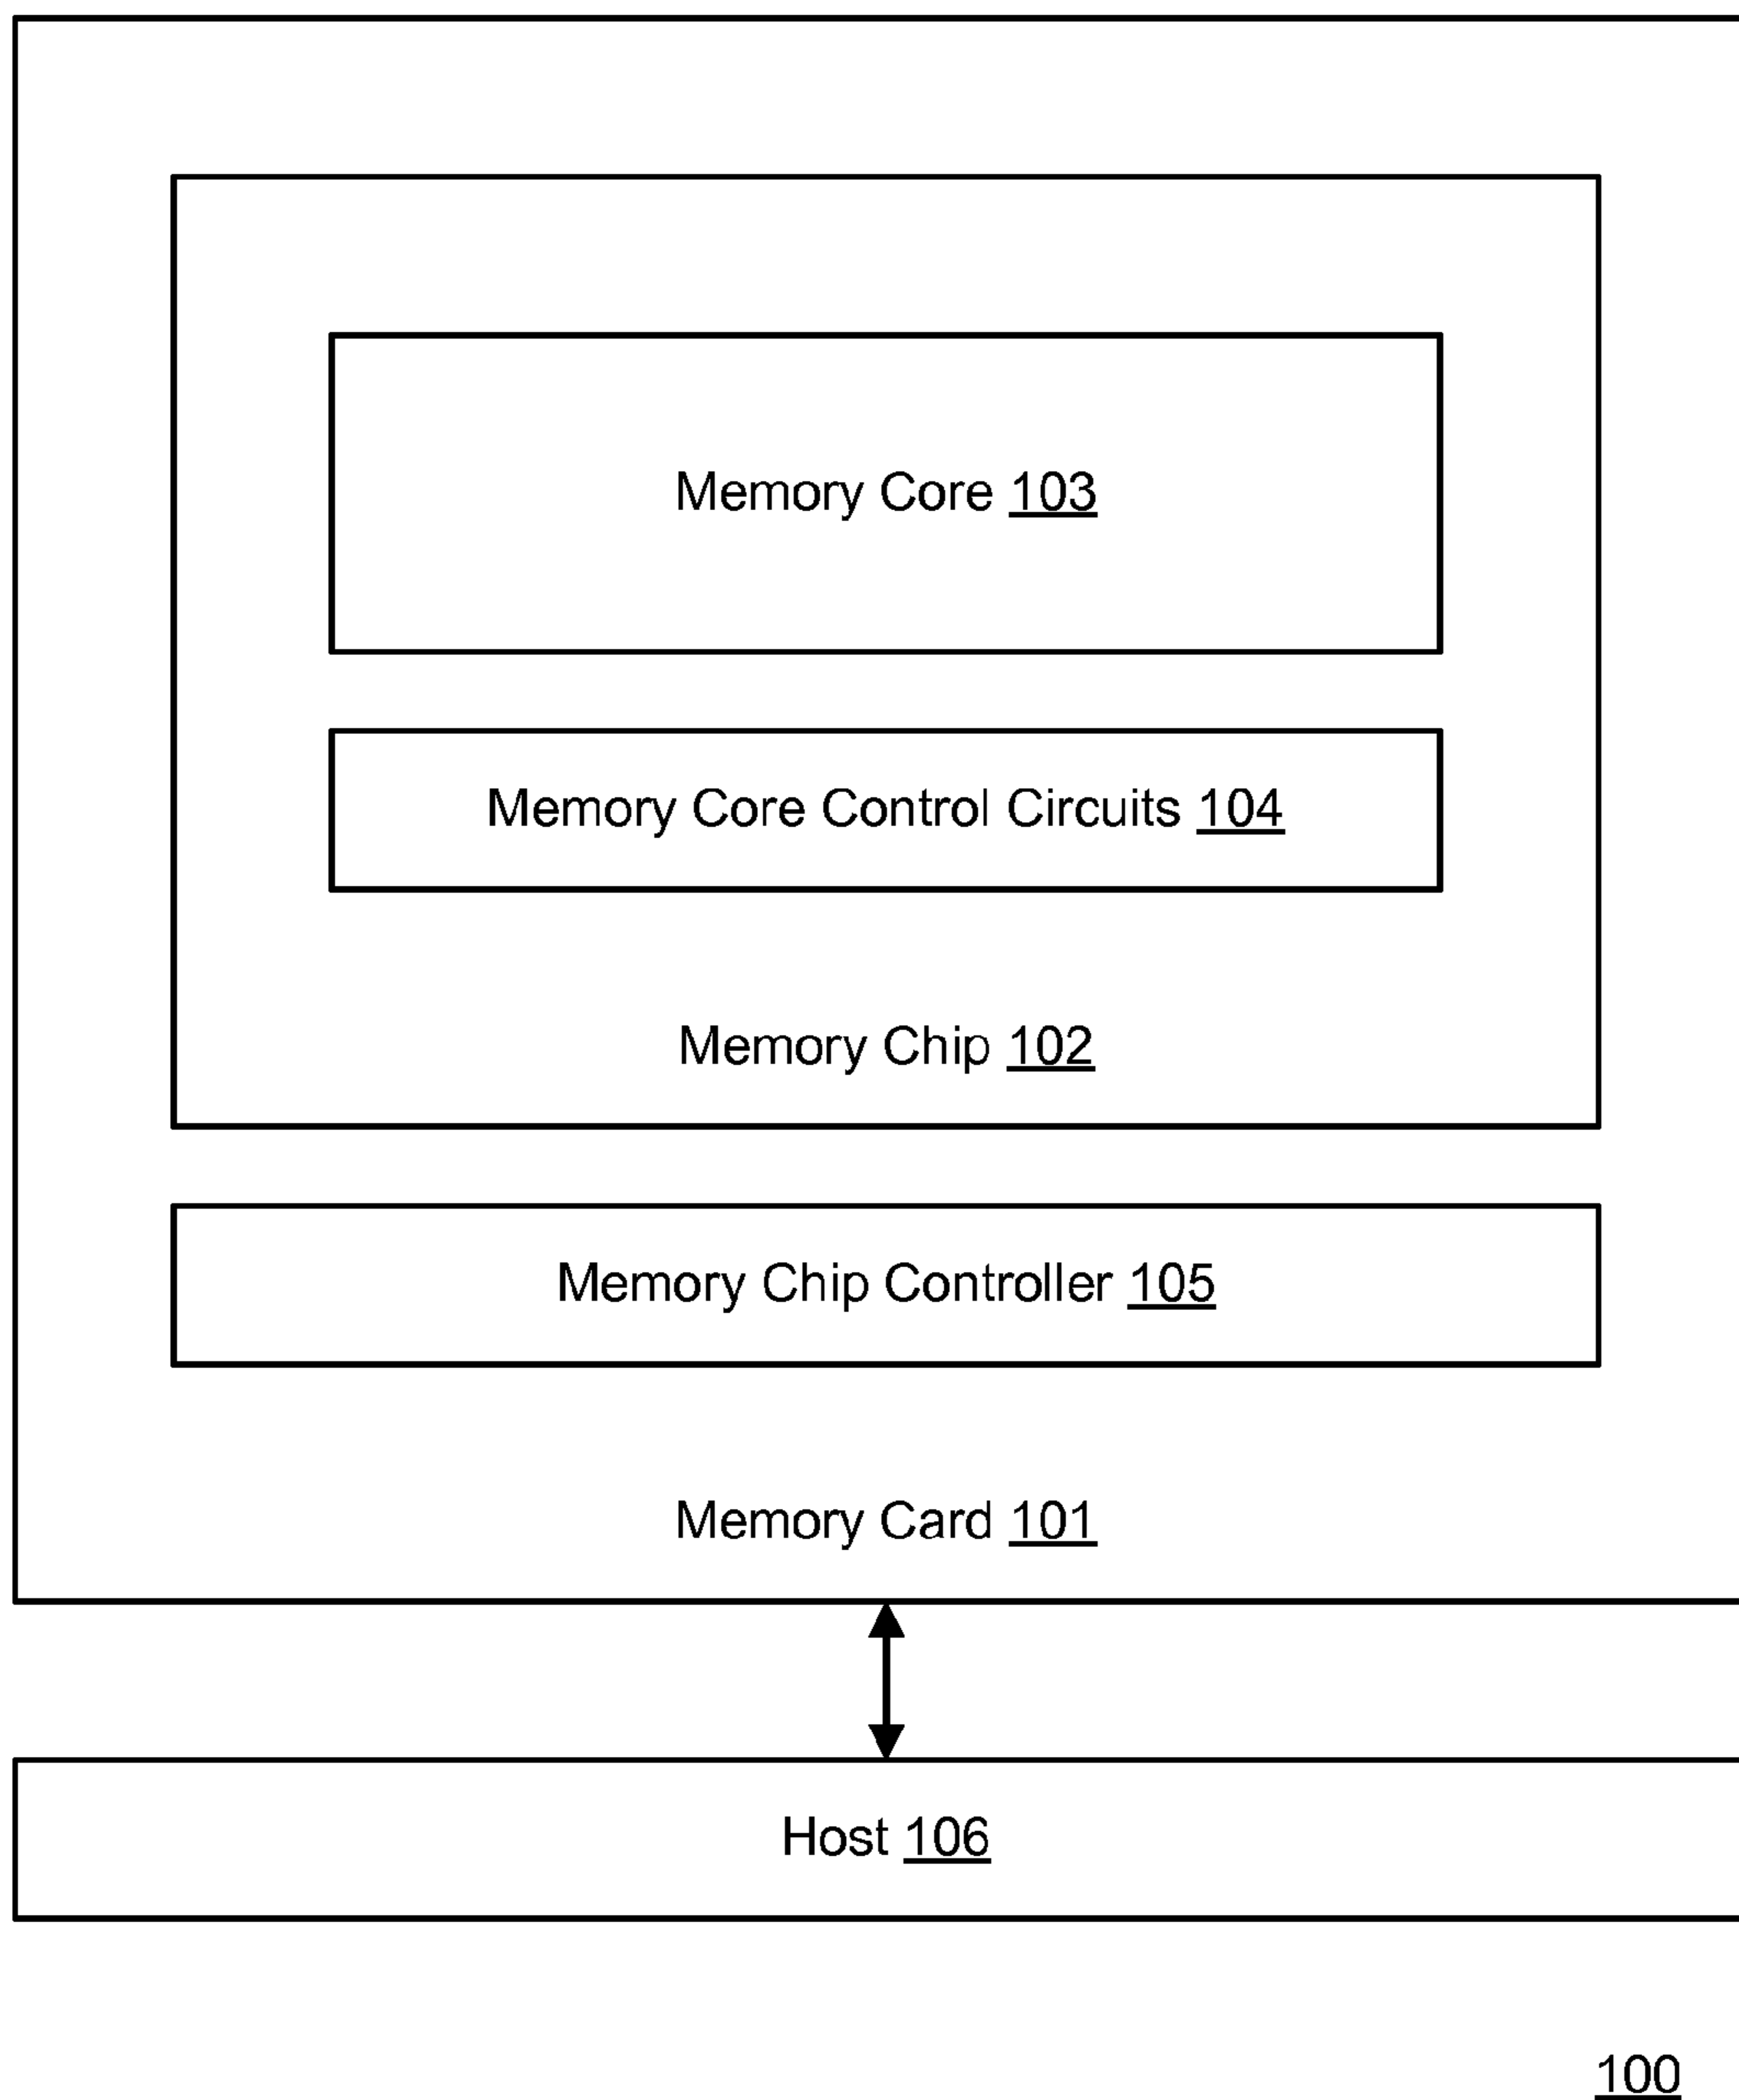 Memory Core 103
Memory Core Control Circuits 104
Memory Chip 102
Memory Chip Controller 105
Memory Card 101
Host 106
100